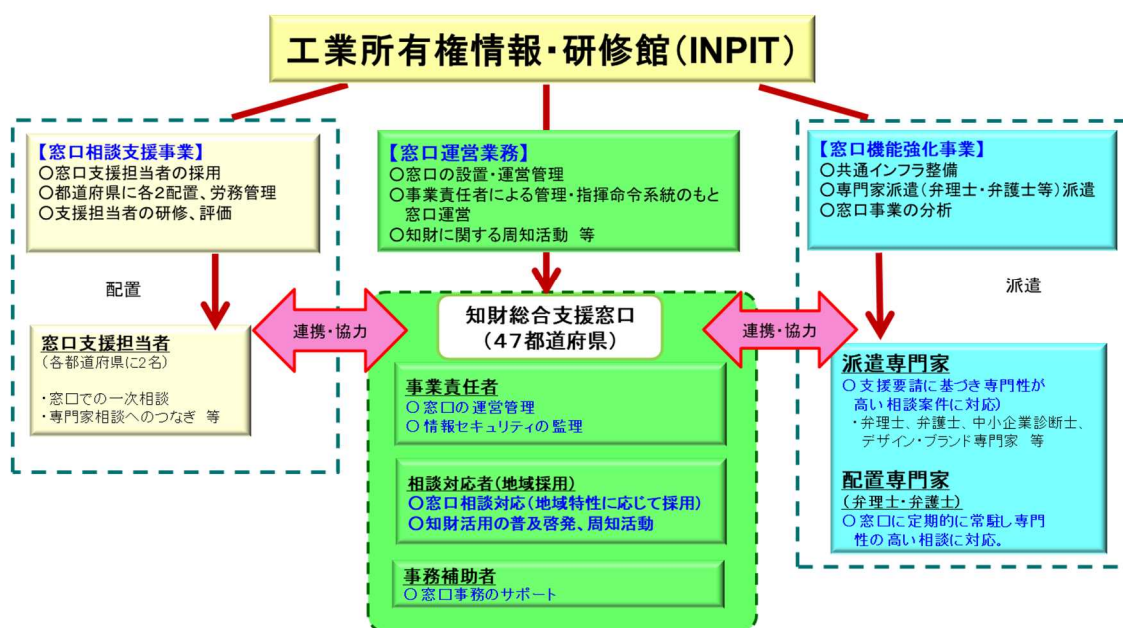 工業所有権情報・研修館(INPIT)
【窓口相談支援事業】
○窓口支援担当者の採用
○都道府県に各2配置、労務管理
○支援担当者の研修、評価
配置
窓口支援担当者
(各都道府県に2名)
・窓口での一次相談
・専門家相談へのつなぎ 等
連携・協力
【窓口運営業務】
○窓口の設置・運営管理
○事業責任者による管理・指揮命令系統のもと
窓口運営
○知財に関する周知活動 等
知財総合支援窓口
(47都道府県)
事業責任者
○窓口の運営管理
○情報セキュリティの監理
相談対応者(地域採用)
○窓口相談対応(地域特性に応じて採用)
○知財活用の普及啓発、周知活動
事務補助者
○窓口事務のサポート
連携・協力
【窓口機能強化事業】
○共通インフラ整備
○専門家派遣(弁理士・弁護士等)派遣
○窓口事業の分析
派遣
派遣専門家
○支援要請に基づき専門性が
高い相談案件に対応)
・弁理士、弁護士、中小企業診断士、
デザイン・ブランド専門家 等
配置専門家
(弁理士・弁護士)
○窓口に定期的に常駐し専門
性の高い相談に対応。